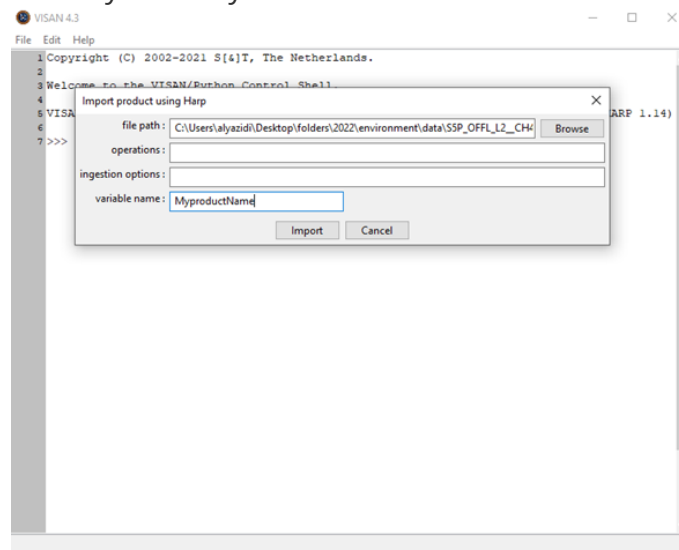 VISAN 4.3
File Edit Help
1 Copyright (C) 2002-2021 S[&]T, The Netherlands.
2
3 Welcome to the VISAN/Python Control Shell.
4
Import product using Harp
5 VISA ARP 1.14)
file path : C:\Users\alyazidi\Desktop\folders\2022\environment\data\S5P_OFFL_L2__CH4 Browse
6
operations :
7 >>>
ingestion options :
variable name : MyproductName
Import Cancel